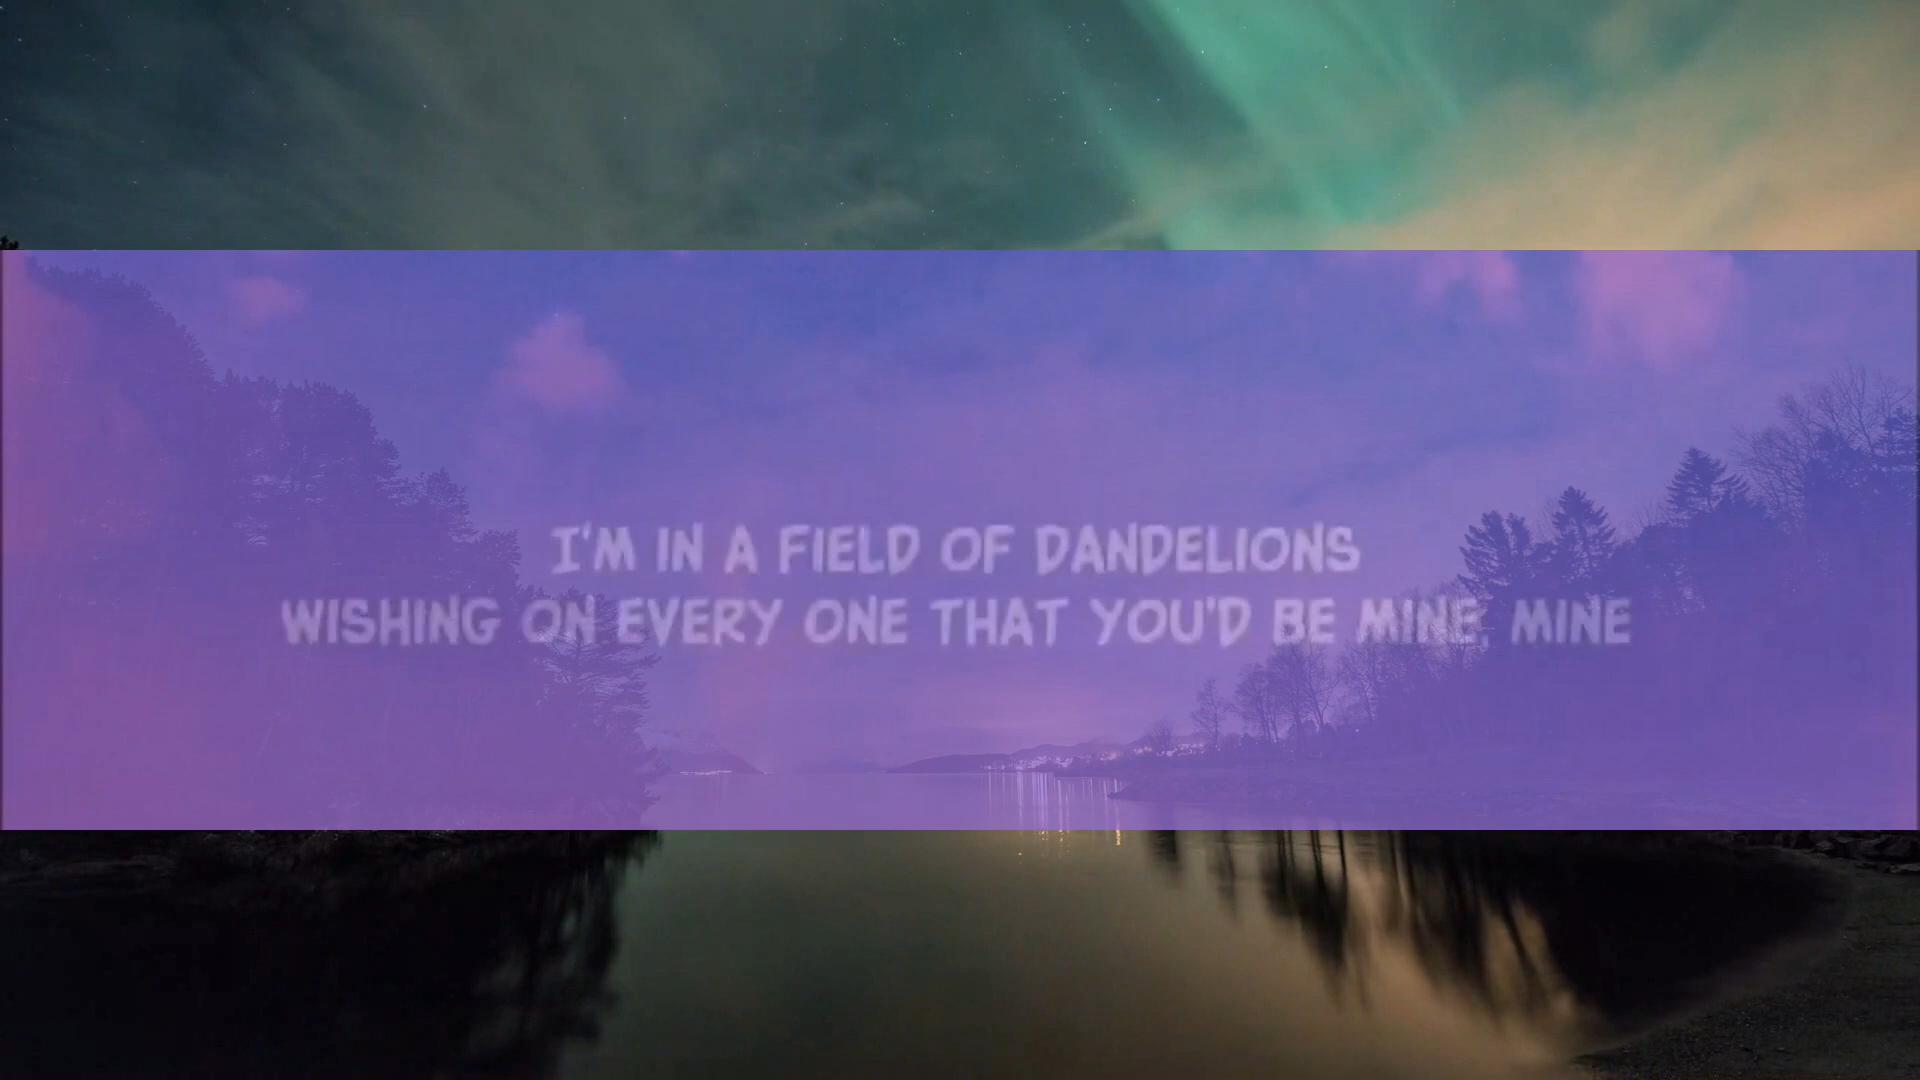 I'M IN A FIELD OF DANDELIONS
WISHING ON EVERY ONE THAT YOU'D BE MINE, MINE